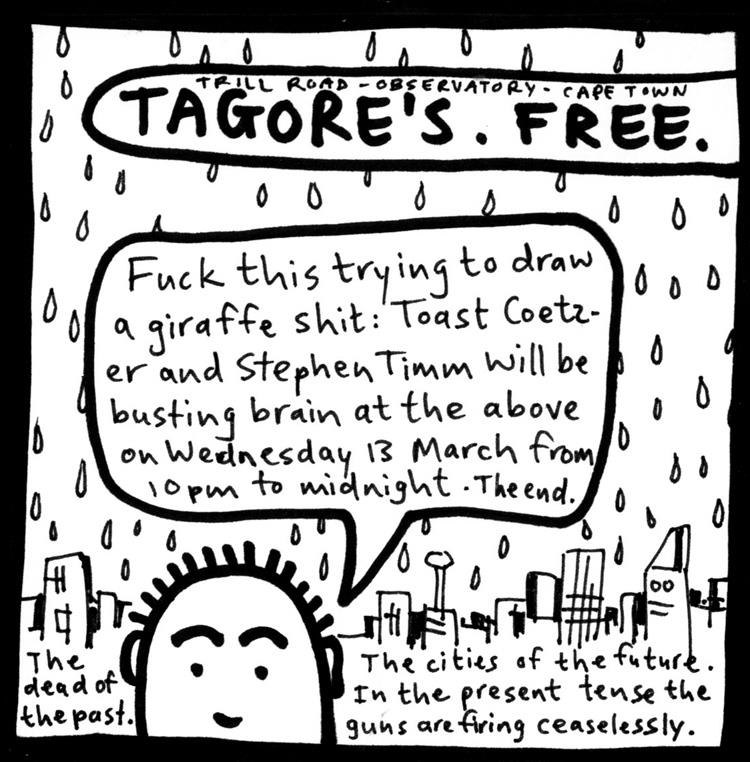 TRILL ROAD - OBSERVATORY - CAPE TOWN
TAGORE'S. FREE.
Fuck this trying to draw
a giraffe shit: Toast Coetz-
er and Stephen Timm will be
busting brain at the above
on Wednesday 13 March from
10pm to midnight. The end.
The
dead of
the past.
The cities of the future.
In the present tense the
guns are firing ceaselessly.